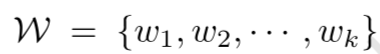 𝒲 = {w₁, w₂, ⋯ , wₖ}